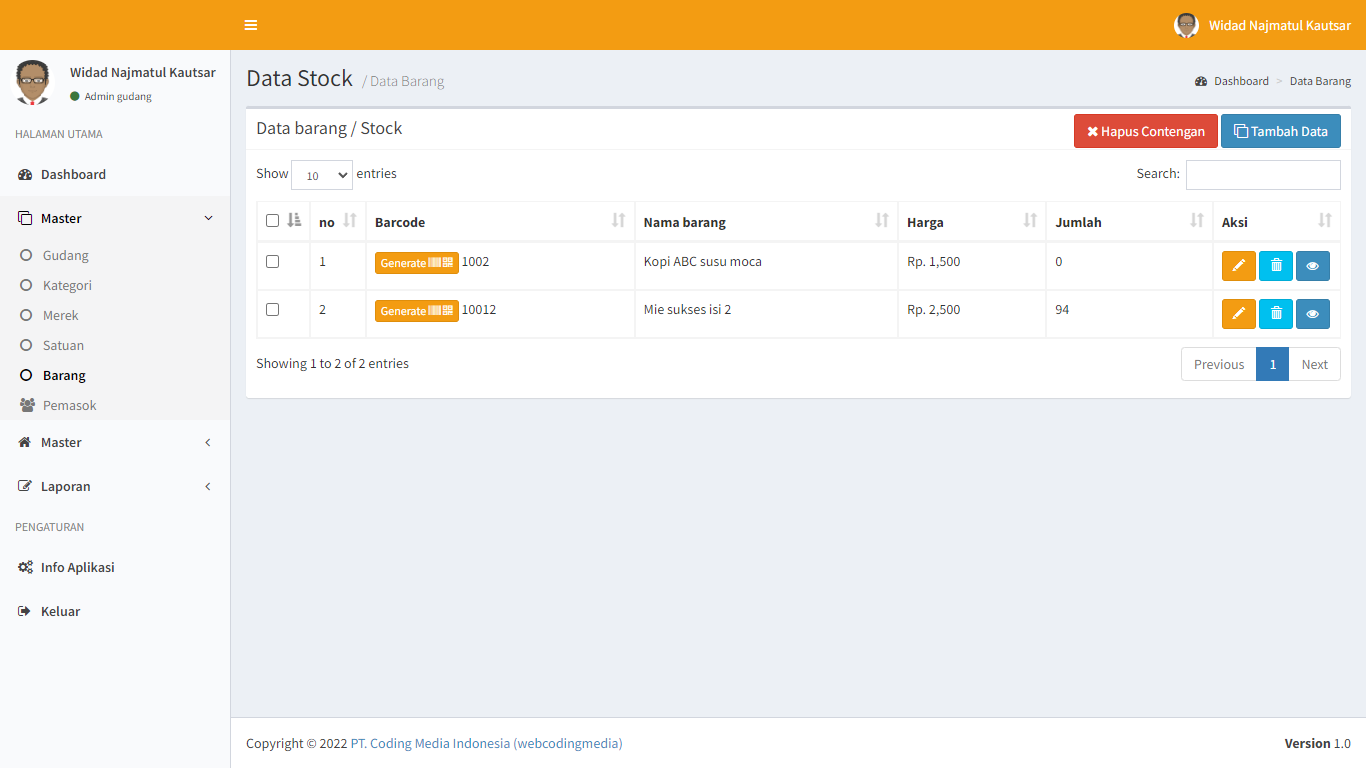 Widad Najmatul Kautsar
Widad Najmatul Kautsar
Admin gudang
HALAMAN UTAMA
Dashboard
Master
Gudang
Kategori
Merek
Satuan
Barang
Pemasok
Master
Laporan
PENGATURAN
Info Aplikasi
Keluar
Data Stock / Data Barang
Dashboard > Data Barang
Data barang / Stock
Hapus Contengan Tambah Data
Show 10 entries
Search:
no Barcode Nama barang Harga Jumlah Aksi
1 Generate 1002 Kopi ABC susu moca Rp. 1,500 0
2 Generate 10012 Mie sukses isi 2 Rp. 2,500 94
Showing 1 to 2 of 2 entries
Previous 1 Next
Copyright © 2022 PT. Coding Media Indonesia (webcodingmedia)
Version 1.0